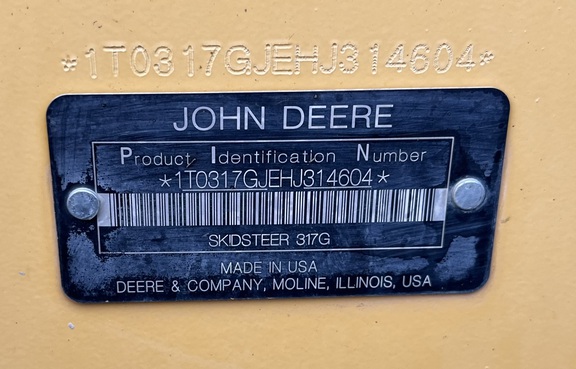 *1T0317GJEHJ314604*
JOHN DEERE
Product Identification Number
*1T0317GJEHJ314604*
SKIDSTEER 317G
MADE IN USA
DEERE & COMPANY, MOLINE, ILLINOIS, USA